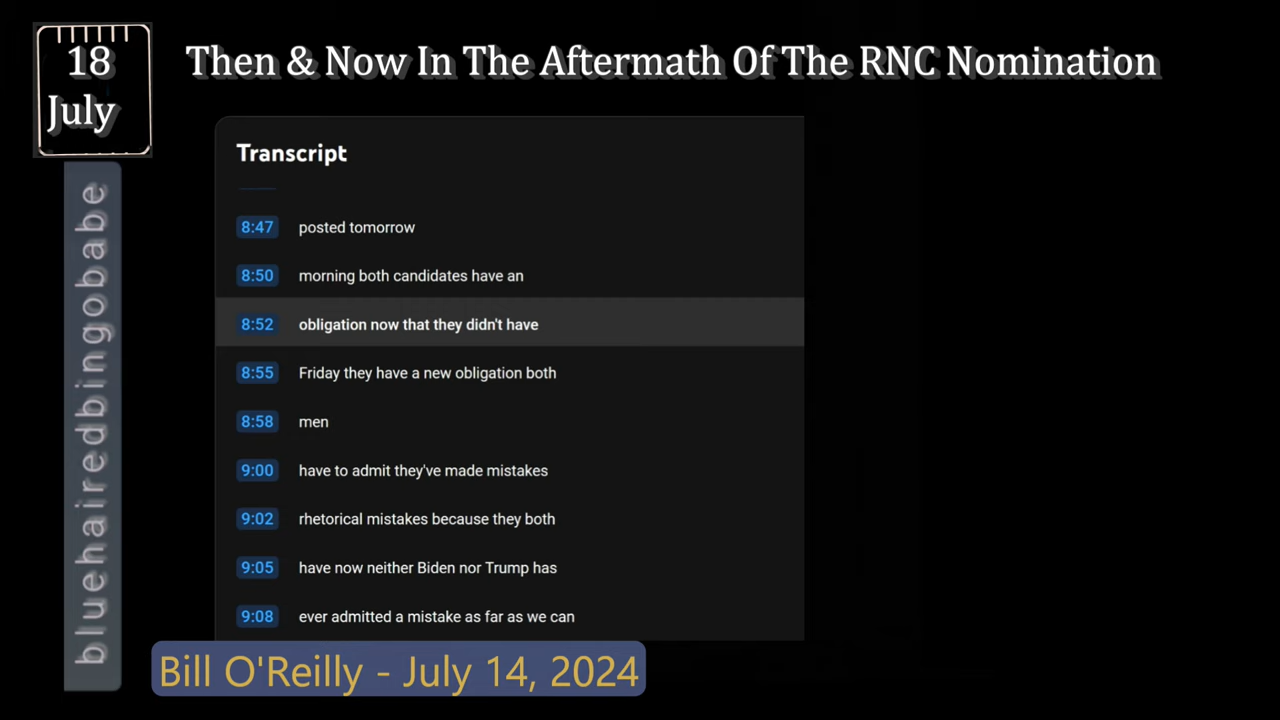 18
July
Then & Now In The Aftermath Of The RNC Nomination
bluehairedbingobabe
Transcript
8:47 posted tomorrow
8:50 morning both candidates have an
8:52 obligation now that they didn't have
8:55 Friday they have a new obligation both
8:58 men
9:00 have to admit they've made mistakes
9:02 rhetorical mistakes because they both
9:05 have now neither Biden nor Trump has
9:08 ever admitted a mistake as far as we can
Bill O'Reilly - July 14, 2024